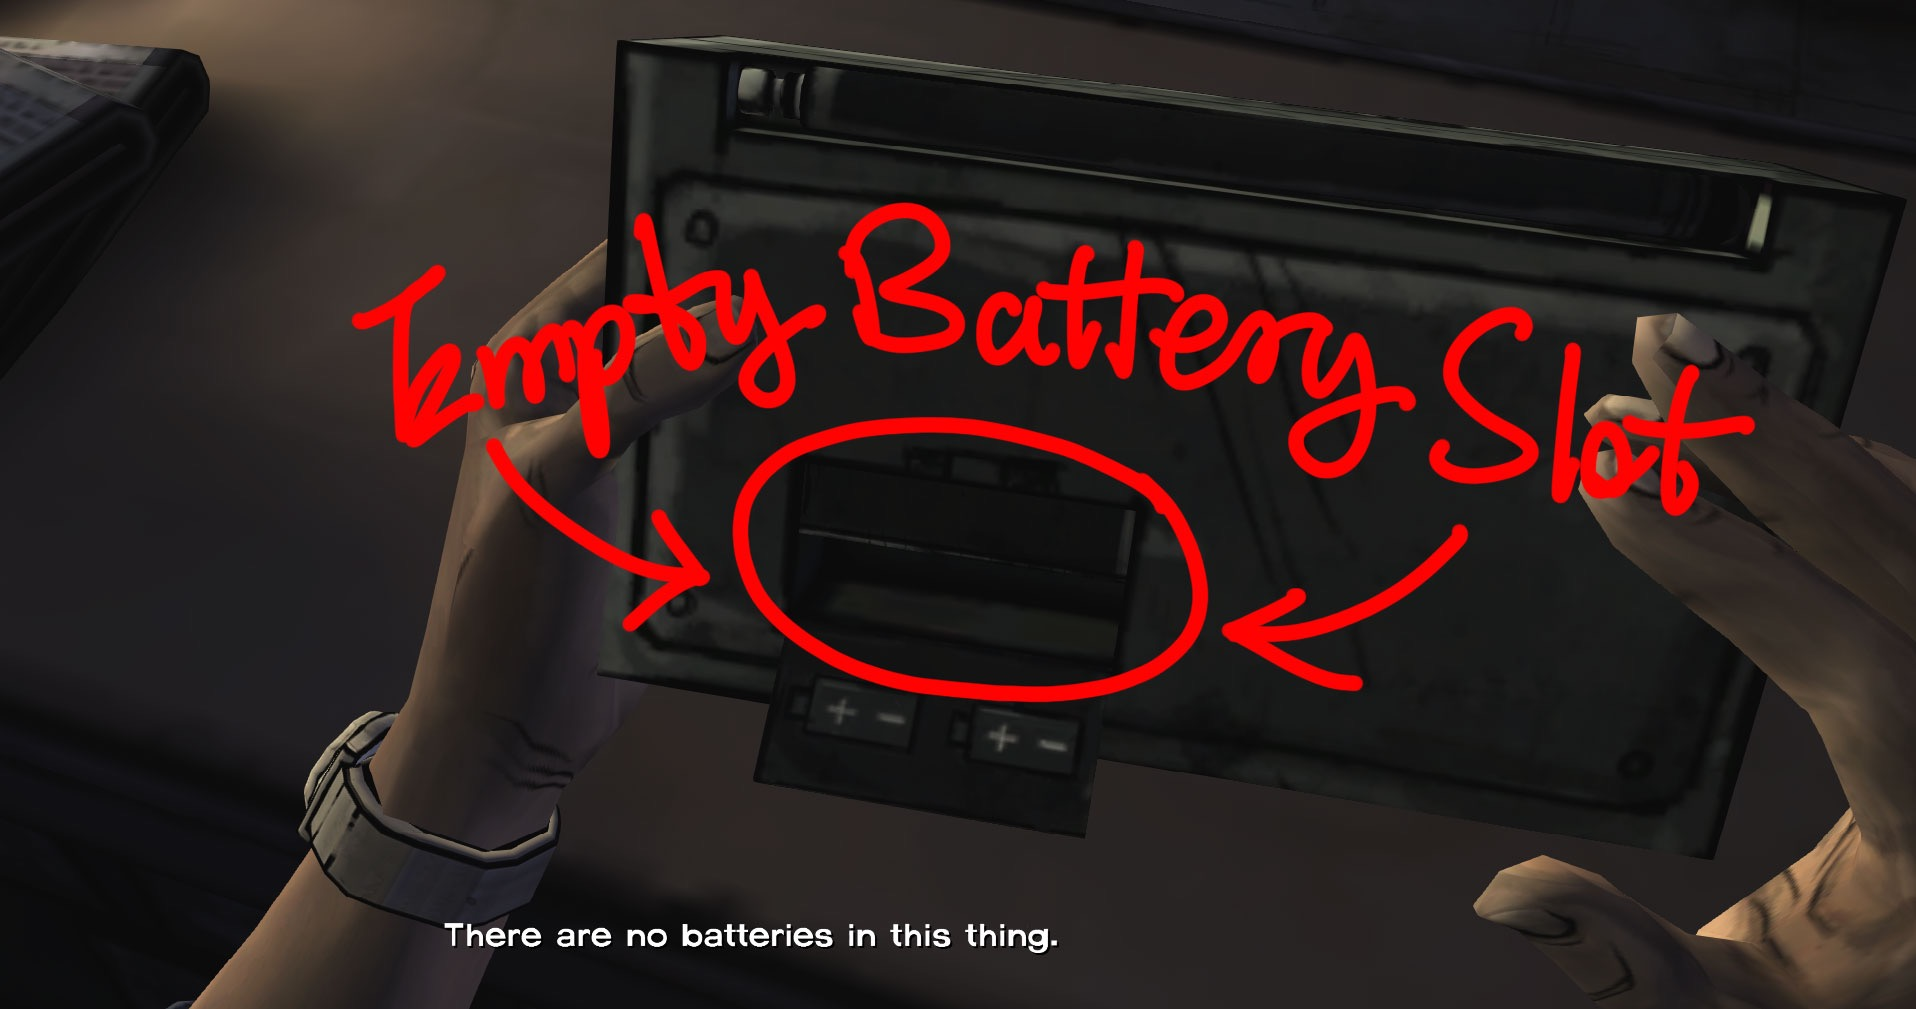 Empty Battery Slot
+ - + -
There are no batteries in this thing.